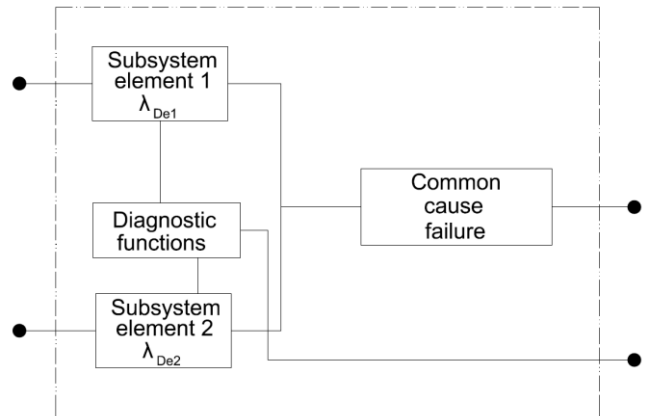 Subsystem
element 1
λDe1
Diagnostic
functions
Subsystem
element 2
λDe2
Common
cause
failure